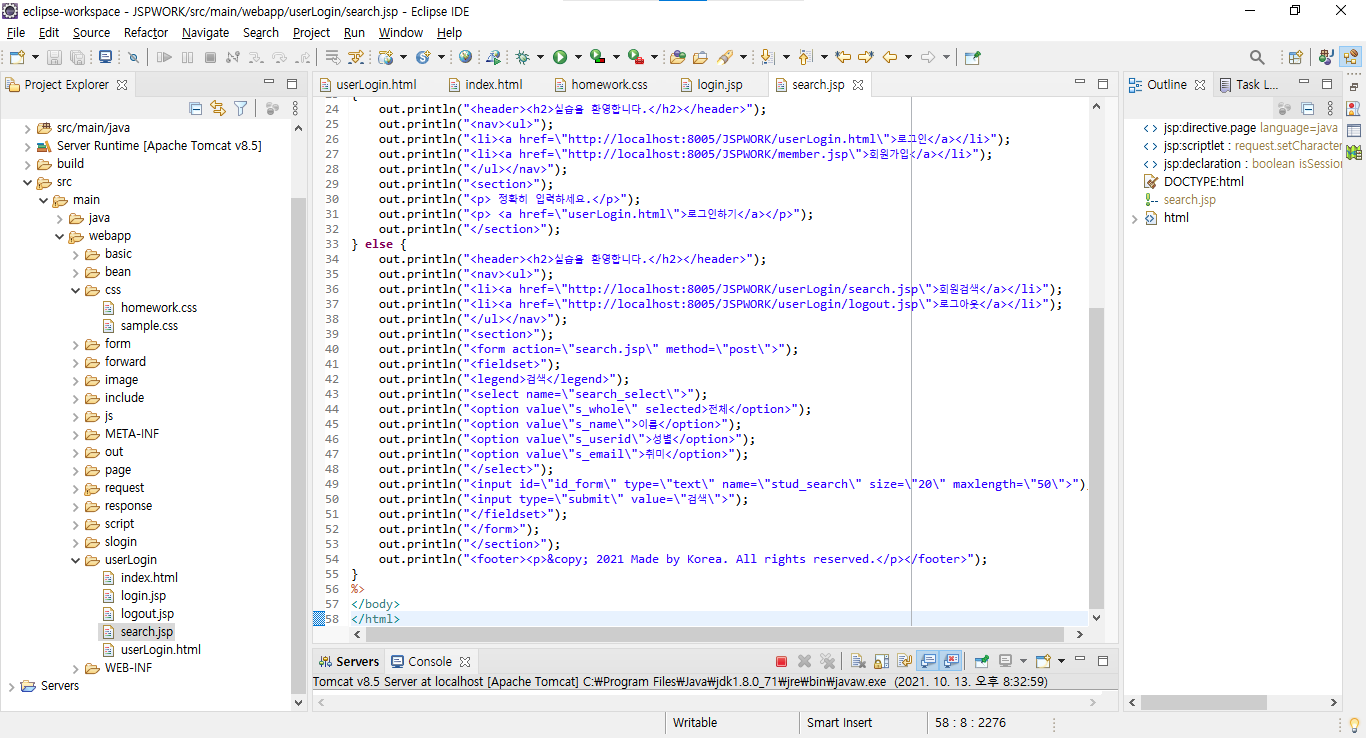 eclipse-workspace - JSPWORK/src/main/webapp/userLogin/search.jsp - Eclipse IDE
File Edit Source Refactor Navigate Search Project Run Window Help
Project Explorer
src/main/java
Server Runtime [Apache Tomcat v8.5]
build
src
main
java
webapp
basic
bean
css
homework.css
sample.css
form
forward
image
include
js
META-INF
out
page
request
response
script
slogin
userLogin
index.html
login.jsp
logout.jsp
search.jsp
userLogin.html
WEB-INF
Servers
userLogin.html index.html homework.css login.jsp search.jsp
{
24 out.println("<header><h2>실습을 환영합니다.</h2></header>");
25 out.println("<nav><ul>");
26 out.println("<li><a href=\"http://localhost:8005/JSPWORK/userLogin.html\">로그인</a></li>");
27 out.println("<li><a href=\"http://localhost:8005/JSPWORK/member.jsp\">회원가입</a></li>");
28 out.println("</ul></nav>");
29 out.println("<section>");
30 out.println("<p> 정확히 입력하세요.</p>");
31 out.println("<p> <a href=\"userLogin.html\">로그인하기</a></p>");
32 out.println("</section>");
33 } else {
34 out.println("<header><h2>실습을 환영합니다.</h2></header>");
35 out.println("<nav><ul>");
36 out.println("<li><a href=\"http://localhost:8005/JSPWORK/userLogin/search.jsp\">회원검색</a></li>");
37 out.println("<li><a href=\"http://localhost:8005/JSPWORK/userLogin/logout.jsp\">로그아웃</a></li>");
38 out.println("</ul></nav>");
39 out.println("<section>");
40 out.println("<form action=\"search.jsp\" method=\"post\">");
41 out.println("<fieldset>");
42 out.println("<legend>검색</legend>");
43 out.println("<select name=\"search_select\">");
44 out.println("<option value\"s_whole\" selected>전체</option>");
45 out.println("<option value\"s_name\">이름</option>");
46 out.println("<option value\"s_userid\">성별</option>");
47 out.println("<option value\"s_email\">취미</option>");
48 out.println("</select>");
49 out.println("<input id=\"id_form\" type=\"text\" name=\"stud_search\" size=\"20\" maxlength=\"50\">");
50 out.println("<input type=\"submit\" value=\"검색\">");
51 out.println("</fieldset>");
52 out.println("</form>");
53 out.println("</section>");
54 out.println("<footer><p>&copy; 2021 Made by Korea. All rights reserved.</p></footer>");
55 }
56 %>
57 </body>
58 </html>
Servers Console
Tomcat v8.5 Server at localhost [Apache Tomcat] C:₩Program Files₩Java₩jdk1.8.0_71₩jre₩bin₩javaw.exe (2021. 10. 13. 오후 8:32:59)
Outline Task L...
jsp:directive.page language=java
jsp:scriptlet : request.setCharacter
jsp:declaration : boolean isSession
DOCTYPE:html
search.jsp
html
Writable Smart Insert 58 : 8 : 2276